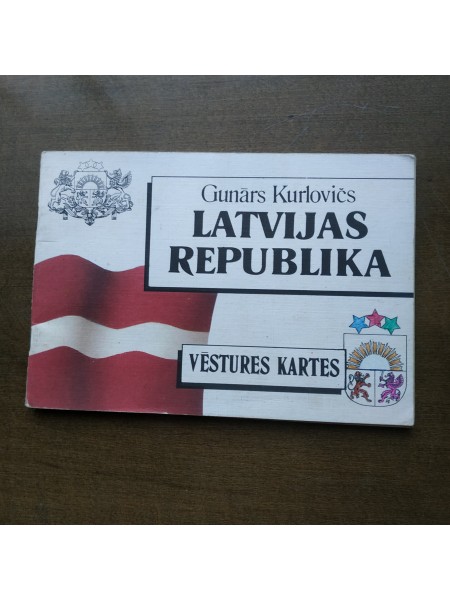 Gunārs Kurlovičs
LATVIJAS
REPUBLIKA
VĒSTURES KARTES